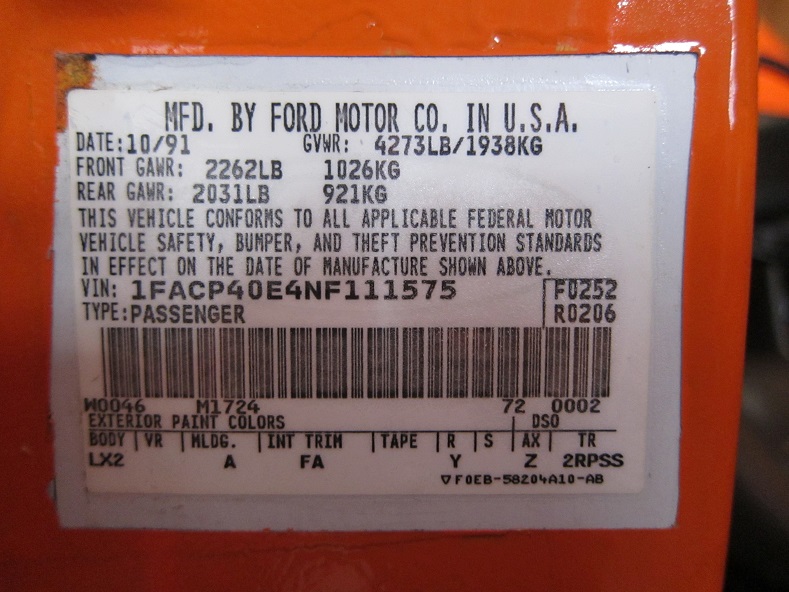 MFD. BY FORD MOTOR CO. IN U.S.A.
DATE:10/91 GVWR: 4273LB/1938KG
FRONT GAWR: 2262LB 1026KG
REAR GAWR: 2031LB 921KG
THIS VEHICLE CONFORMS TO ALL APPLICABLE FEDERAL MOTOR
VEHICLE SAFETY, BUMPER, AND THEFT PREVENTION STANDARDS
IN EFFECT ON THE DATE OF MANUFACTURE SHOWN ABOVE.
VIN: 1FACP40E4NF111575 F0252
TYPE:PASSENGER R0206
W0046 M1724 72 0002
EXTERIOR PAINT COLORS DSO
BODY VR MLDG. INT TRIM TAPE R S AX TR
LX2 A FA Y Z 2RPSS
▽F0EB-58204A10-AB